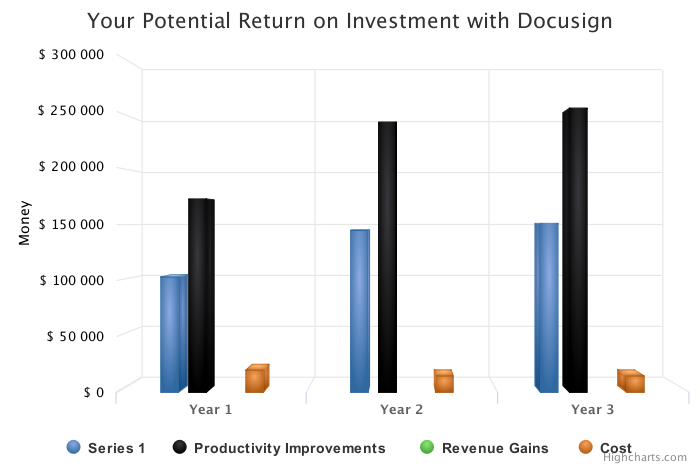 Your Potential Return on Investment with Docusign
$ 300 000
$ 250 000
$ 200 000
$ 150 000
$ 100 000
$ 50 000
$ 0
Money
Year 1
Year 2
Year 3
Series 1
Productivity Improvements
Revenue Gains
Cost
Highcharts.com